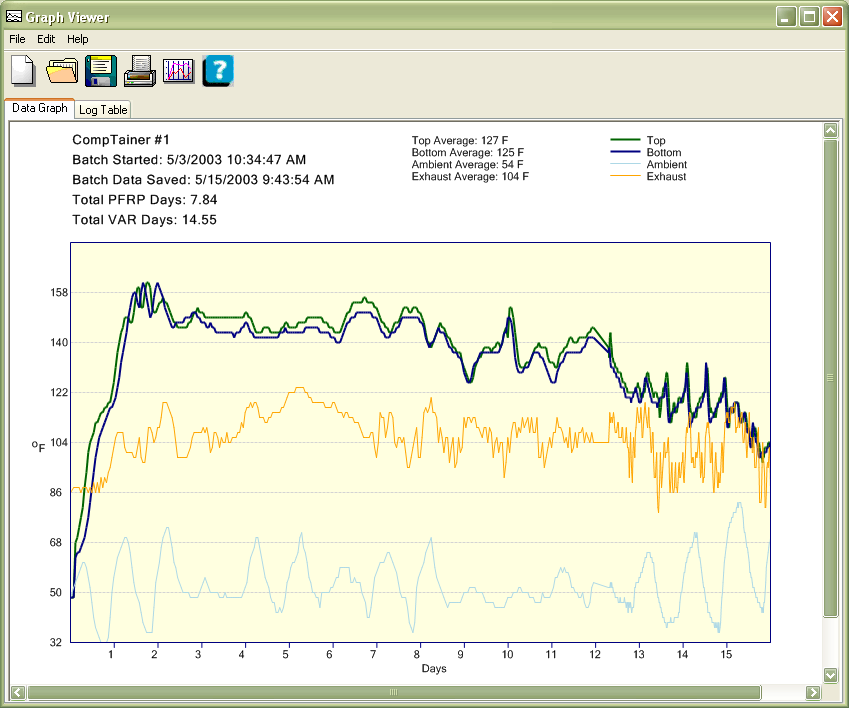 Graph Viewer
File Edit Help
?
Data Graph Log Table
CompTainer #1
Batch Started: 5/3/2003 10:34:47 AM
Batch Data Saved: 5/15/2003 9:43:54 AM
Total PFRP Days: 7.84
Total VAR Days: 14.55
Top Average: 127 F
Bottom Average: 125 F
Ambient Average: 54 F
Exhaust Average: 104 F
Top
Bottom
Ambient
Exhaust
158
140
122
104
oF
86
68
50
32
1 2 3 4 5 6 7 8 9 10 11 12 13 14 15
Days